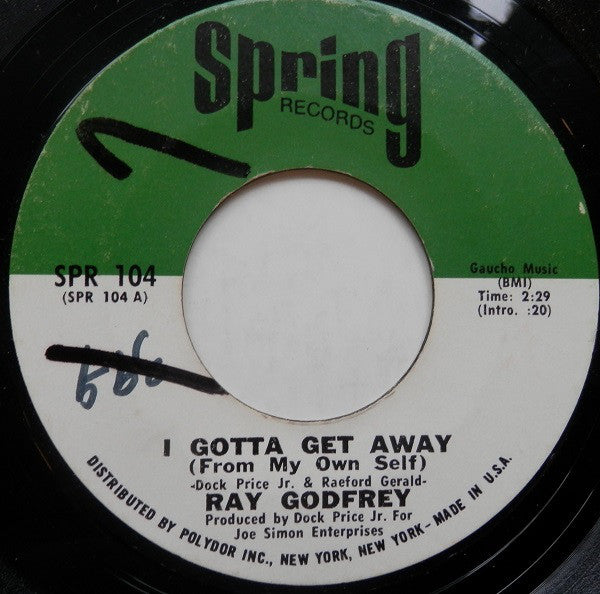 Spring
RECORDS
SPR 104
(SPR 104 A)
Gaucho Music
(BMI)
Time: 2:29
(Intro. :20)
I GOTTA GET AWAY
(From My Own Self)
-Dock Price Jr. & Raeford Gerald-
RAY GODFREY
Produced by Dock Price Jr. For
Joe Simon Enterprises
DISTRIBUTED BY POLYDOR INC., NEW YORK, NEW YORK - MADE IN U.S.A.